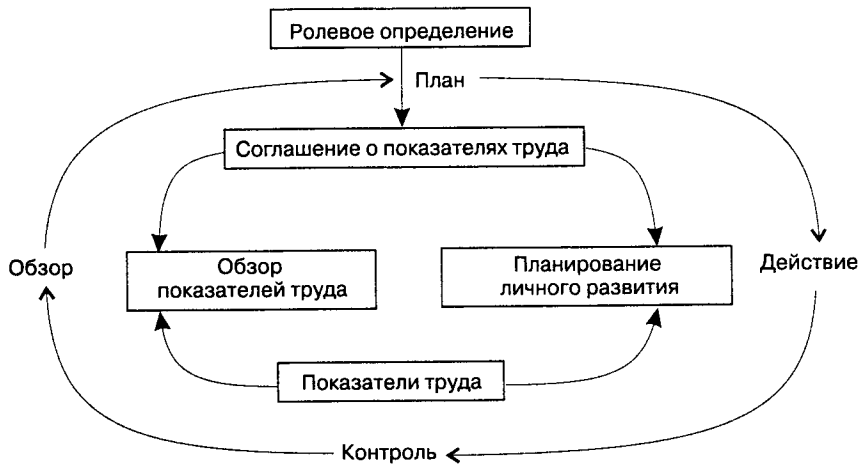 Ролевое определение
План
Соглашение о показателях труда
Обзор
Обзор
показателей труда
Планирование
личного развития
Действие
Показатели труда
Контроль